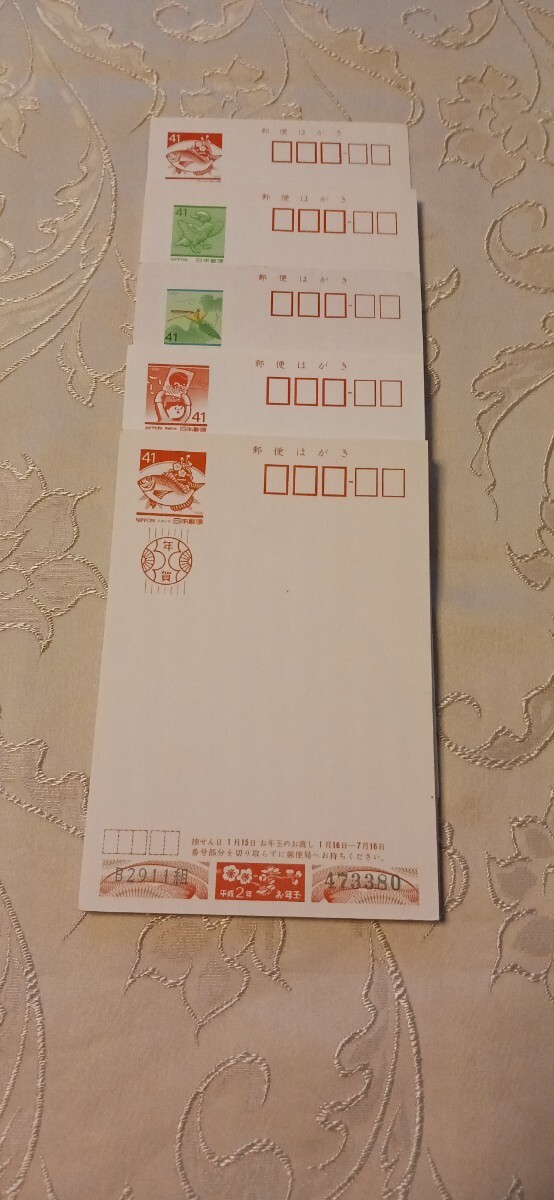 41
郵便はがき
41
NIPPON 日本郵便
郵便はがき
41
郵便はがき
41
NIPPON 日本郵便
郵便はがき
41
NIPPON 日本郵便
郵便はがき
年
賀
抽せん日 1月15日 お年玉のお渡し 1月16日―7月16日
番号部分を切り取らずに郵便局へお持ちください。
B2911組
平成2年
お年玉
473380